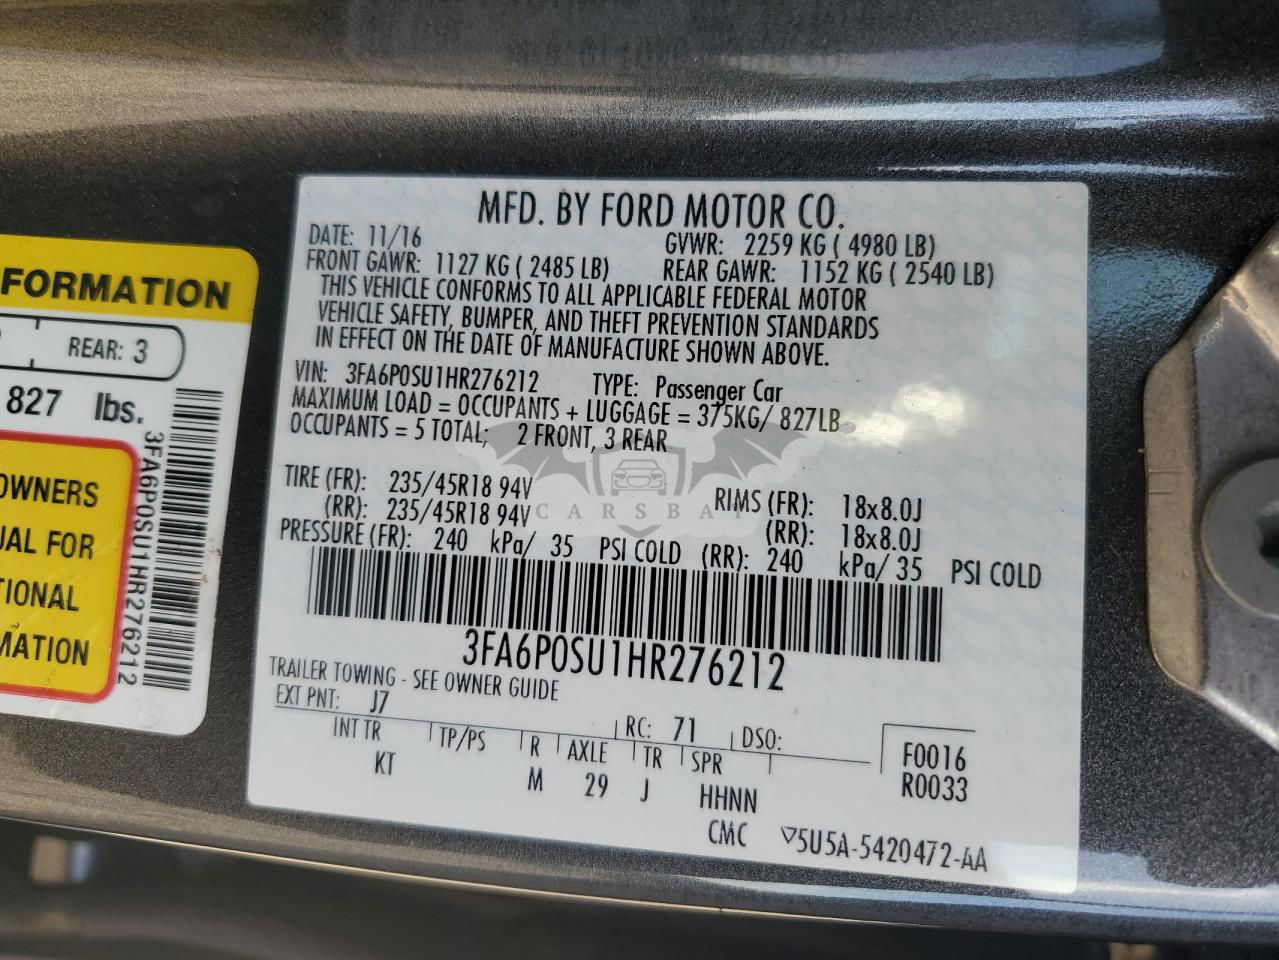 MFD. BY FORD MOTOR CO.
DATE: 11/16 GVWR: 2259 KG ( 4980 LB)
FRONT GAWR: 1127 KG ( 2485 LB) REAR GAWR: 1152 KG ( 2540 LB)
THIS VEHICLE CONFORMS TO ALL APPLICABLE FEDERAL MOTOR
VEHICLE SAFETY, BUMPER, AND THEFT PREVENTION STANDARDS
IN EFFECT ON THE DATE OF MANUFACTURE SHOWN ABOVE.
VIN: 3FA6P0SU1HR276212 TYPE: Passenger Car
MAXIMUM LOAD = OCCUPANTS + LUGGAGE = 375KG/ 827LB
OCCUPANTS = 5 TOTAL; 2 FRONT, 3 REAR
TIRE (FR): 235/45R18 94V RIMS (FR): 18x8.0J
(RR): 235/45R18 94V (RR): 18x8.0J
PRESSURE (FR): 240 kPa/ 35 PSI COLD (RR): 240 kPa/ 35 PSI COLD
3FA6P0SU1HR276212
TRAILER TOWING - SEE OWNER GUIDE
EXT PNT: J7 RC: 71 DSO:
INT TR TP/PS R AXLE TR SPR F0016
KT M 29 J HHNN R0033
CMC ▽5U5A-5420472-AA
FORMATION
REAR: 3
827 lbs.
3FA6P0SU1HR276212
OWNERS
UAL FOR
TIONAL
MATION
CARSBAT